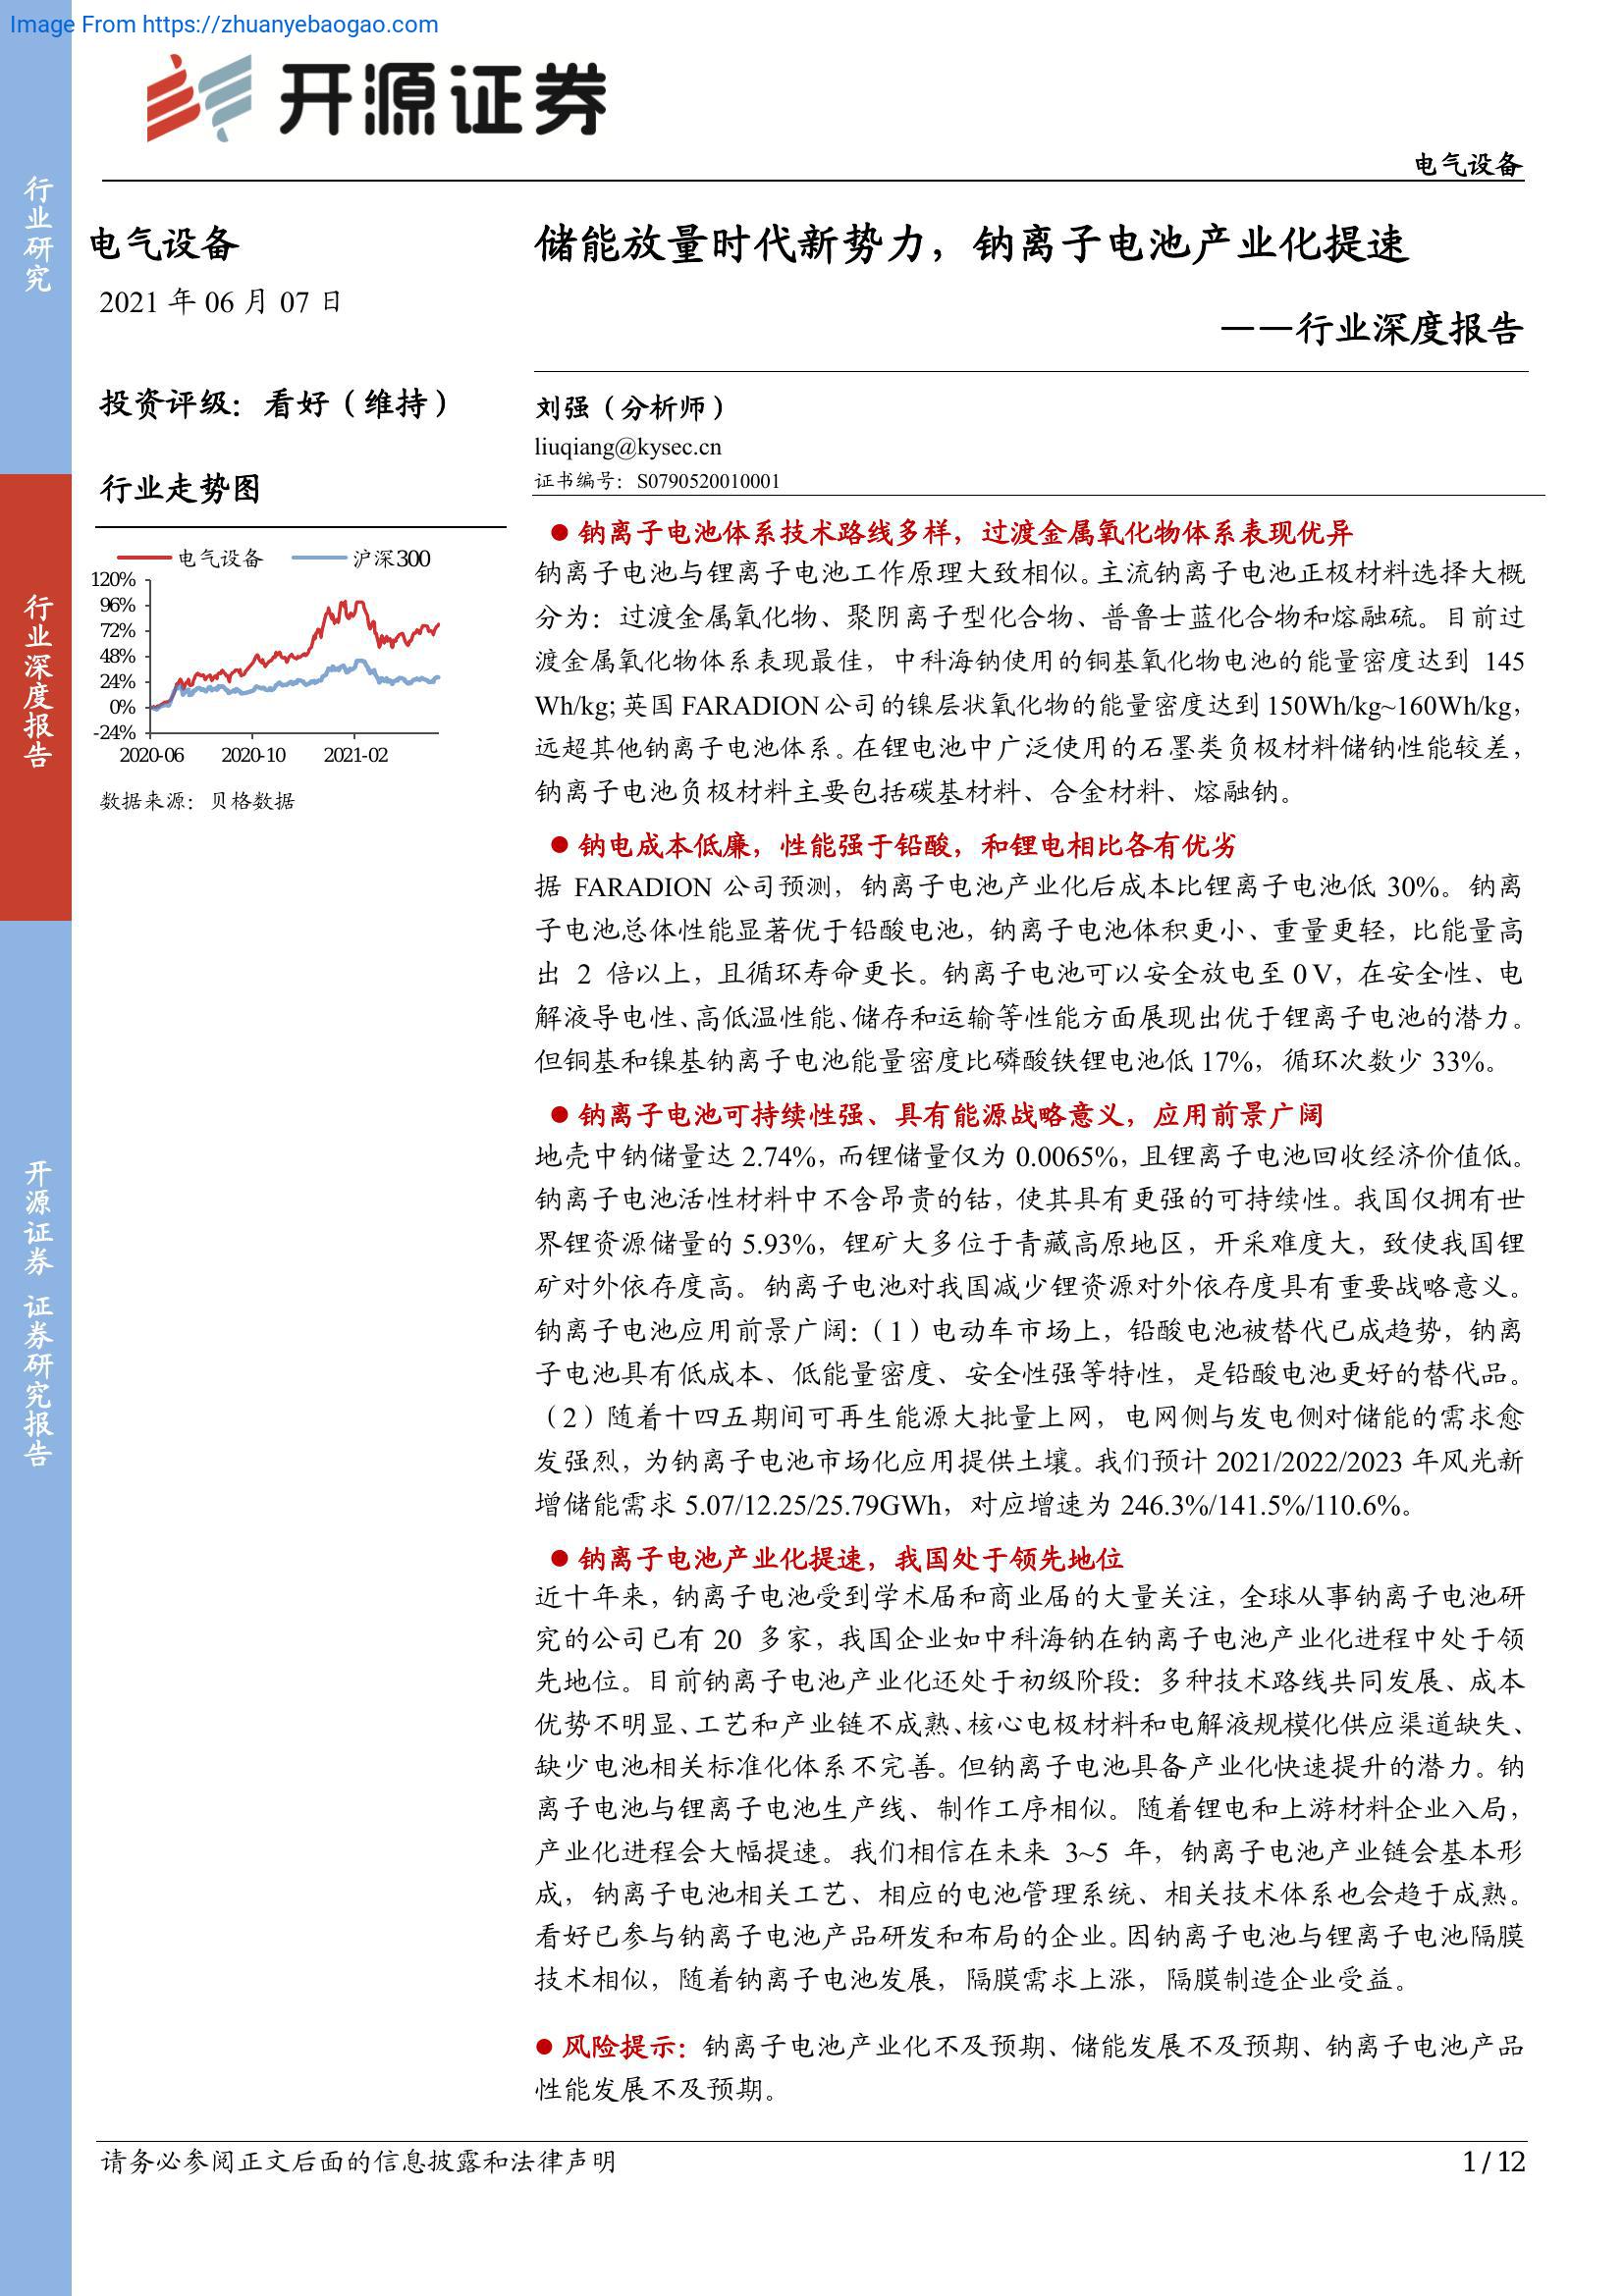 Image From https://zhuanyebaogao.com
开源证券
电气设备
行业研究
行业深度报告
开源证券 证券研究报告
电气设备
2021 年 06 月 07 日
投资评级：看好（维持）
行业走势图
电气设备
沪深300
120%
96%
72%
48%
24%
0%
-24%
2020-06
2020-10
2021-02
数据来源：贝格数据
储能放量时代新势力，钠离子电池产业化提速
——行业深度报告
刘强（分析师）
liuqiang@kysec.cn
证书编号：S0790520010001
● 钠离子电池体系技术路线多样，过渡金属氧化物体系表现优异
钠离子电池与锂离子电池工作原理大致相似。主流钠离子电池正极材料选择大概
分为：过渡金属氧化物、聚阴离子型化合物、普鲁士蓝化合物和熔融硫。目前过
渡金属氧化物体系表现最佳，中科海钠使用的铜基氧化物电池的能量密度达到 145
Wh/kg; 英国 FARADION 公司的镍层状氧化物的能量密度达到 150Wh/kg~160Wh/kg，
远超其他钠离子电池体系。在锂电池中广泛使用的石墨类负极材料储钠性能较差，
钠离子电池负极材料主要包括碳基材料、合金材料、熔融钠。
● 钠电成本低廉，性能强于铅酸，和锂电相比各有优劣
据 FARADION 公司预测，钠离子电池产业化后成本比锂离子电池低 30%。钠离
子电池总体性能显著优于铅酸电池，钠离子电池体积更小、重量更轻，比能量高
出 2 倍以上，且循环寿命更长。钠离子电池可以安全放电至 0 V，在安全性、电
解液导电性、高低温性能、储存和运输等性能方面展现出优于锂离子电池的潜力。
但铜基和镍基钠离子电池能量密度比磷酸铁锂电池低 17%，循环次数少 33%。
● 钠离子电池可持续性强、具有能源战略意义，应用前景广阔
地壳中钠储量达 2.74%，而锂储量仅为 0.0065%，且锂离子电池回收经济价值低。
钠离子电池活性材料中不含昂贵的钴，使其具有更强的可持续性。我国仅拥有世
界锂资源储量的 5.93%，锂矿大多位于青藏高原地区，开采难度大，致使我国锂
矿对外依存度高。钠离子电池对我国减少锂资源对外依存度具有重要战略意义。
钠离子电池应用前景广阔：（1）电动车市场上，铅酸电池被替代已成趋势，钠离
子电池具有低成本、低能量密度、安全性强等特性，是铅酸电池更好的替代品。
（2）随着十四五期间可再生能源大批量上网，电网侧与发电侧对储能的需求愈
发强烈，为钠离子电池市场化应用提供土壤。我们预计 2021/2022/2023 年风光新
增储能需求 5.07/12.25/25.79GWh，对应增速为 246.3%/141.5%/110.6%。
● 钠离子电池产业化提速，我国处于领先地位
近十年来，钠离子电池受到学术届和商业届的大量关注，全球从事钠离子电池研
究的公司已有 20 多家，我国企业如中科海钠在钠离子电池产业化进程中处于领
先地位。目前钠离子电池产业化还处于初级阶段：多种技术路线共同发展、成本
优势不明显、工艺和产业链不成熟、核心电极材料和电解液规模化供应渠道缺失、
缺少电池相关标准化体系不完善。但钠离子电池具备产业化快速提升的潜力。钠
离子电池与锂离子电池生产线、制作工序相似。随着锂电和上游材料企业入局，
产业化进程会大幅提速。我们相信在未来 3~5 年，钠离子电池产业链会基本形
成，钠离子电池相关工艺、相应的电池管理系统、相关技术体系也会趋于成熟。
看好已参与钠离子电池产品研发和布局的企业。因钠离子电池与锂离子电池隔膜
技术相似，随着钠离子电池发展，隔膜需求上涨，隔膜制造企业受益。
● 风险提示：钠离子电池产业化不及预期、储能发展不及预期、钠离子电池产品
性能发展不及预期。
请务必参阅正文后面的信息披露和法律声明
1 / 12